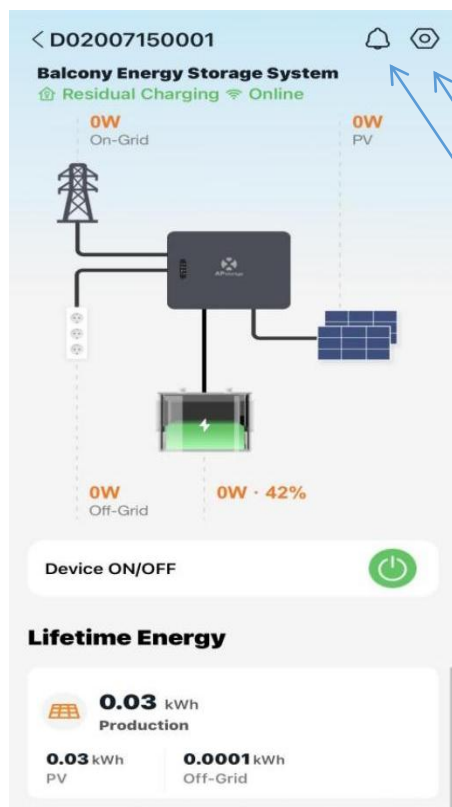 D02007150001
Balcony Energy Storage System
Residual Charging Online
0W
On-Grid
0W
PV
0W
Off-Grid
0W · 42%
Device ON/OFF
Lifetime Energy
0.03 kWh
Production
0.03 kWh
PV
0.0001 kWh
Off-Grid